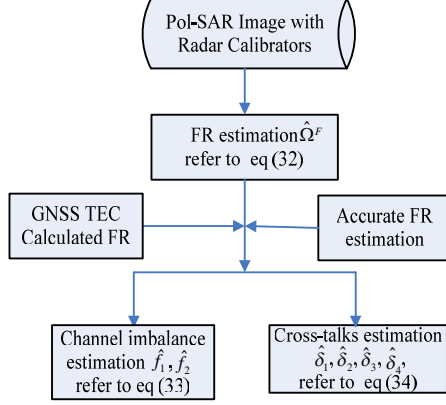 Pol-SAR Image with
Radar Calibrators
FR estimation Ω̂^F
refer to eq (32)
GNSS TEC
Calculated FR
Accurate FR
estimation
Channel imbalance
estimation f̂₁, f̂₂
refer to eq (33)
Cross-talks estimation
δ̂₁, δ̂₂, δ̂₃, δ̂₄,
refer to eq (34)